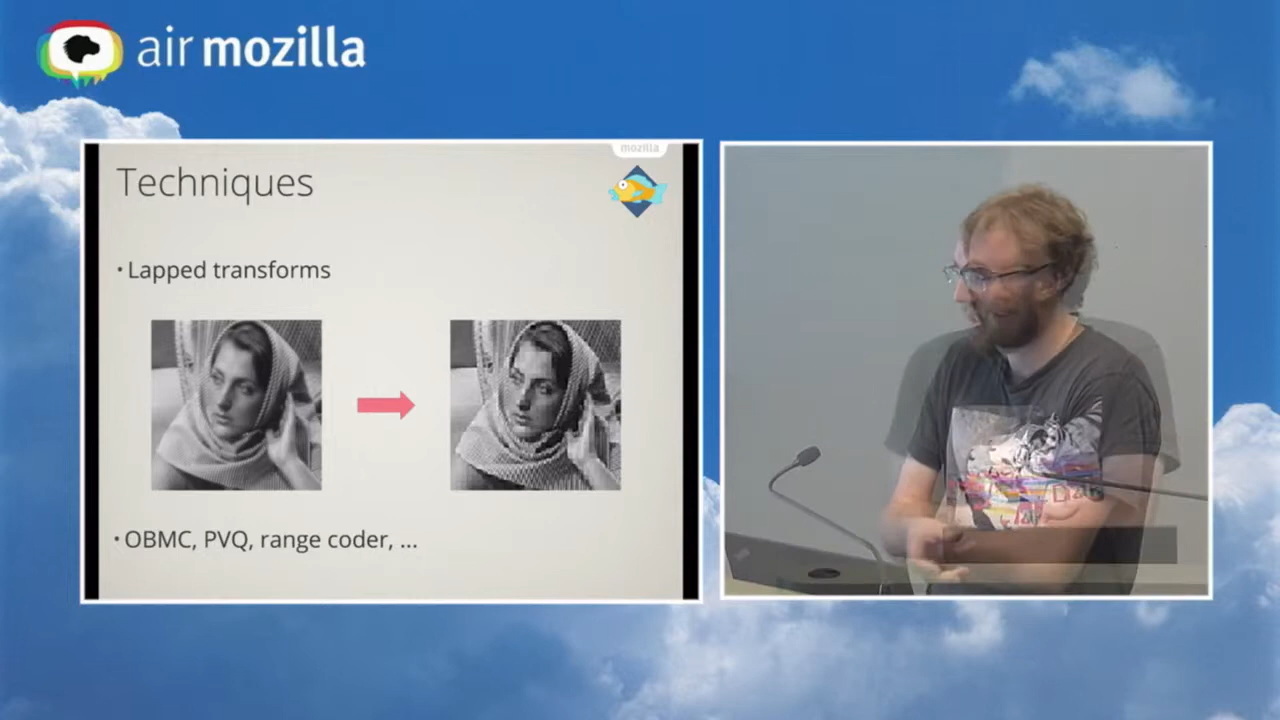 air mozilla
mozilla
Techniques
• Lapped transforms
• OBMC, PVQ, range coder, ...